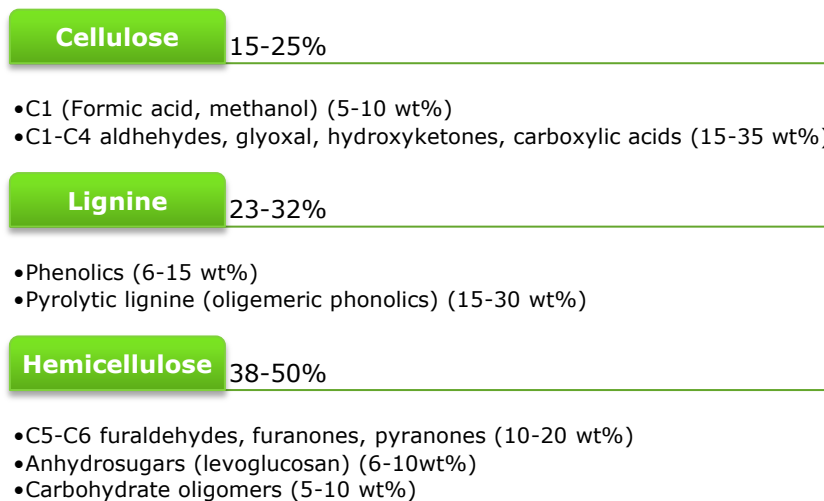 Cellulose 15-25%
•C1 (Formic acid, methanol) (5-10 wt%)
•C1-C4 aldhehydes, glyoxal, hydroxyketones, carboxylic acids (15-35 wt%)
Lignine 23-32%
•Phenolics (6-15 wt%)
•Pyrolytic lignine (oligemeric phonolics) (15-30 wt%)
Hemicellulose 38-50%
•C5-C6 furaldehydes, furanones, pyranones (10-20 wt%)
•Anhydrosugars (levoglucosan) (6-10wt%)
•Carbohydrate oligomers (5-10 wt%)